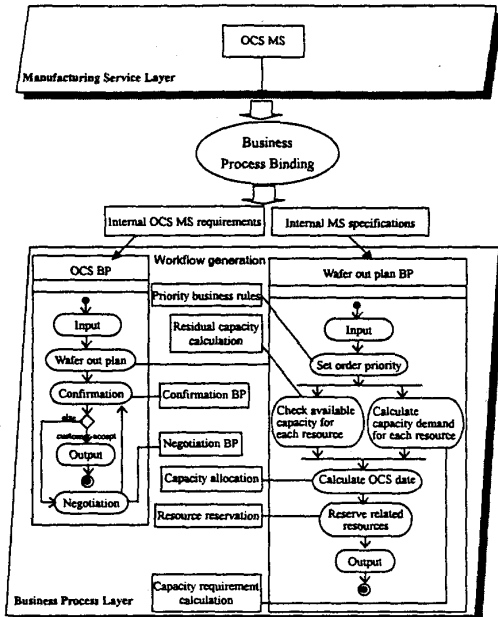 OCS MS
Manufacturing Service Layer
Business
Process Binding
Internal OCS MS requirements
Internal MS specifications
OCS BP
Workflow generation
Wafer out plan BP
Priority business rules
Input
Wafer out plan
Confirmation
else
customer accept
Output
Negotiation
Residual capacity
calculation
Confirmation BP
Negotiation BP
Capacity allocation
Resource reservation
Capacity requirement
calculation
Input
Set order priority
Check available
capacity for
each resource
Calculate
capacity demand
for each resource
Calculate OCS date
Reserve related
resources
Output
Business Process Layer